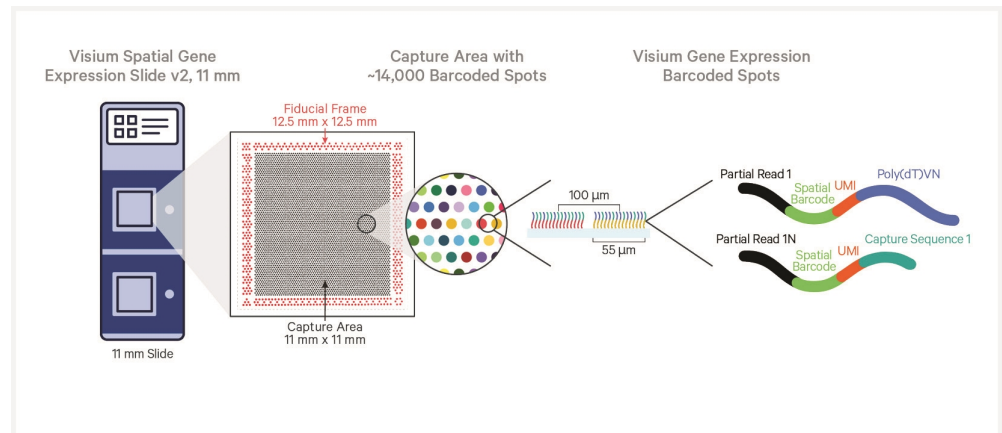 Visium Spatial Gene
Expression Slide v2, 11 mm
Capture Area with
~14,000 Barcoded Spots
Visium Gene Expression
Barcoded Spots
Fiducial Frame
12.5 mm x 12.5 mm
Capture Area
11 mm x 11 mm
11 mm Slide
100 µm
55 µm
Partial Read 1
Spatial
Barcode
UMI
Poly(dT)VN
Partial Read 1N
Spatial
Barcode
UMI
Capture Sequence 1